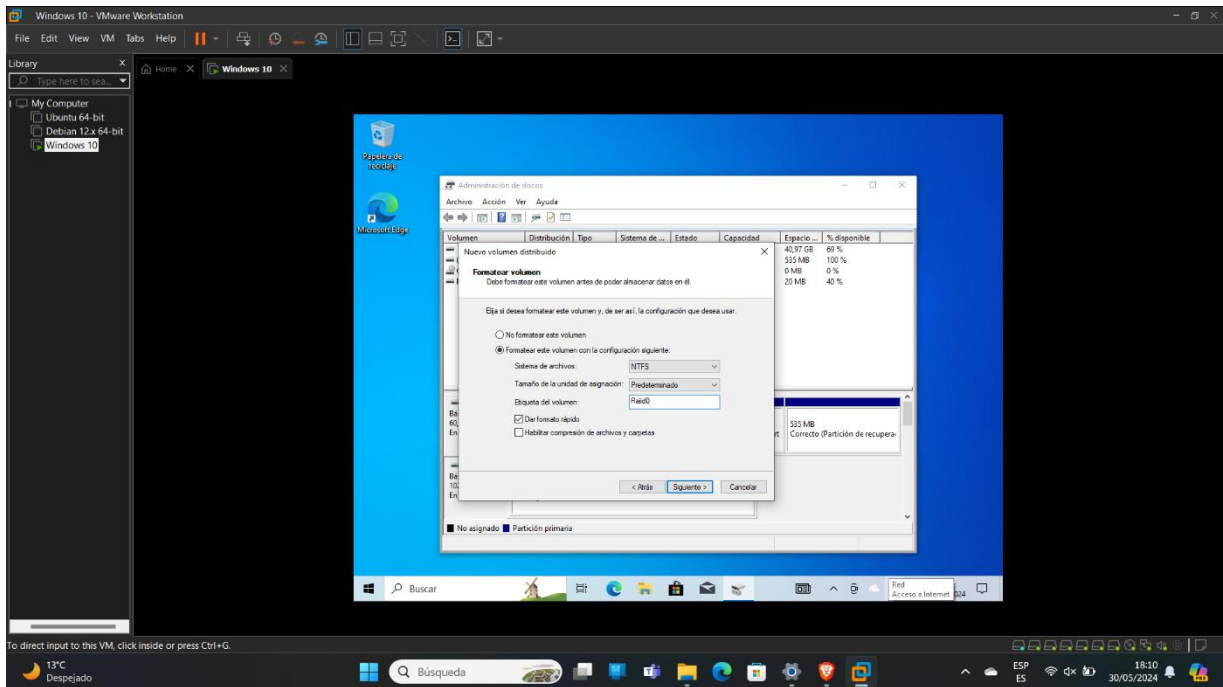 Windows 10 - VMware Workstation
File Edit View VM Tabs Help
Library X
Type here to sea...
Home X Windows 10 X
My Computer
Ubuntu 64-bit
Debian 12.x 64-bit
Windows 10
Papelera de
reciclaje
Microsoft Edge
Administración de discos
Archivo Acción Ver Ayuda
Volumen Distribución Tipo Sistema de ... Estado Capacidad Espacio ... % disponible
40,97 GB 69 %
535 MB 100 %
0 MB 0 %
20 MB 40 %
Nuevo volumen distribuido
Formatear volumen
Debe formatear este volumen antes de poder almacenar datos en él.
Elija si desea formatear este volumen y, de ser así, la configuración que desea usar.
No formatear este volumen
Formatear este volumen con la configuración siguiente:
Sistema de archivos: NTFS
Tamaño de la unidad de asignación: Predeterminado
Etiqueta del volumen: Raiid0
Dar formato rápido
Habilitar compresión de archivos y carpetas
< Atrás Siguiente > Cancelar
Bá
60,
En
535 MB
Correcto (Partición de recupera
Bá
10,
En
No asignado Partición primaria
Buscar
Red
Acceso a Internet
024
To direct input to this VM, click inside or press Ctrl+G.
13°C
Despejado
Búsqueda
ESP
ES
18:10
30/05/2024